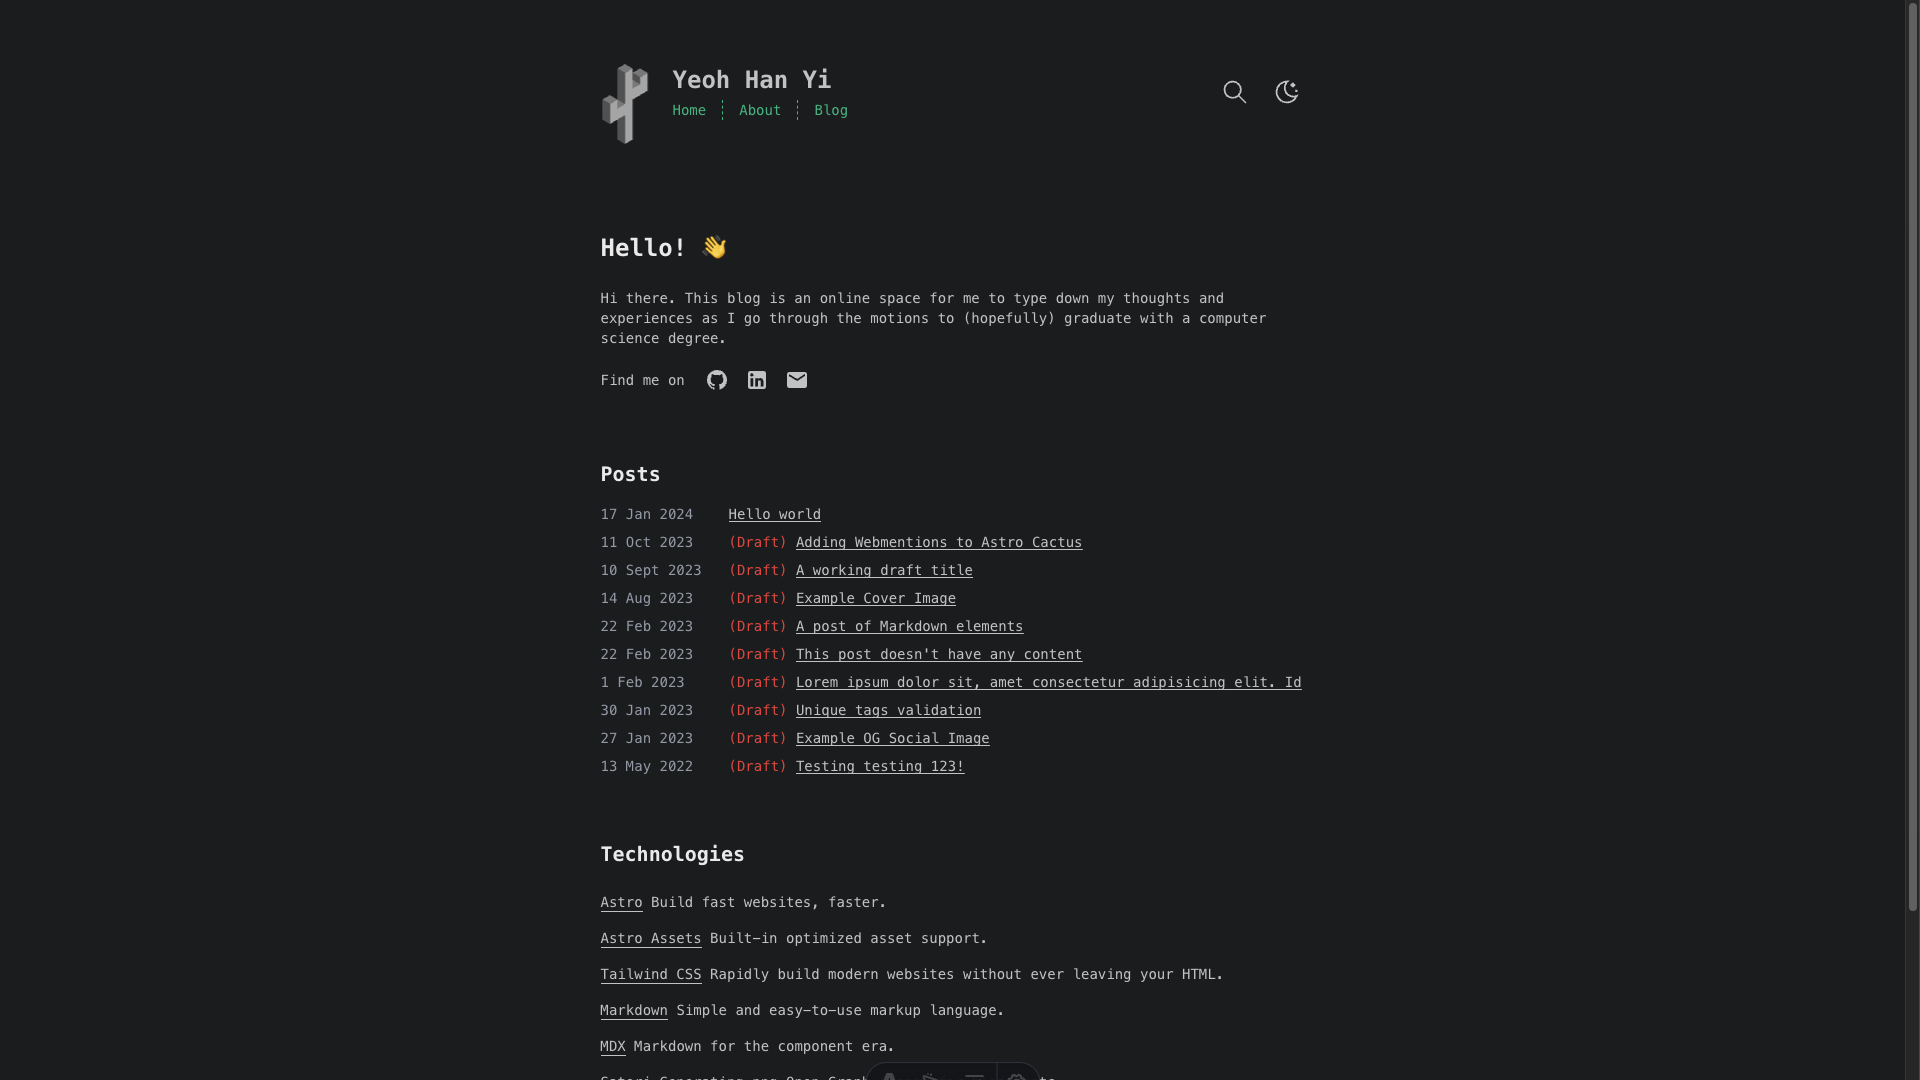 Yeoh Han Yi
Home About Blog
Hello! 👋
Hi there. This blog is an online space for me to type down my thoughts and
experiences as I go through the motions to (hopefully) graduate with a computer
science degree.
Find me on
Posts
17 Jan 2024 Hello world
11 Oct 2023 (Draft) Adding Webmentions to Astro Cactus
10 Sept 2023 (Draft) A working draft title
14 Aug 2023 (Draft) Example Cover Image
22 Feb 2023 (Draft) A post of Markdown elements
22 Feb 2023 (Draft) This post doesn't have any content
1 Feb 2023 (Draft) Lorem ipsum dolor sit, amet consectetur adipisicing elit. Id
30 Jan 2023 (Draft) Unique tags validation
27 Jan 2023 (Draft) Example OG Social Image
13 May 2022 (Draft) Testing testing 123!
Technologies
Astro Build fast websites, faster.
Astro Assets Built-in optimized asset support.
Tailwind CSS Rapidly build modern websites without ever leaving your HTML.
Markdown Simple and easy-to-use markup language.
MDX Markdown for the component era.
Satori Generating png Open